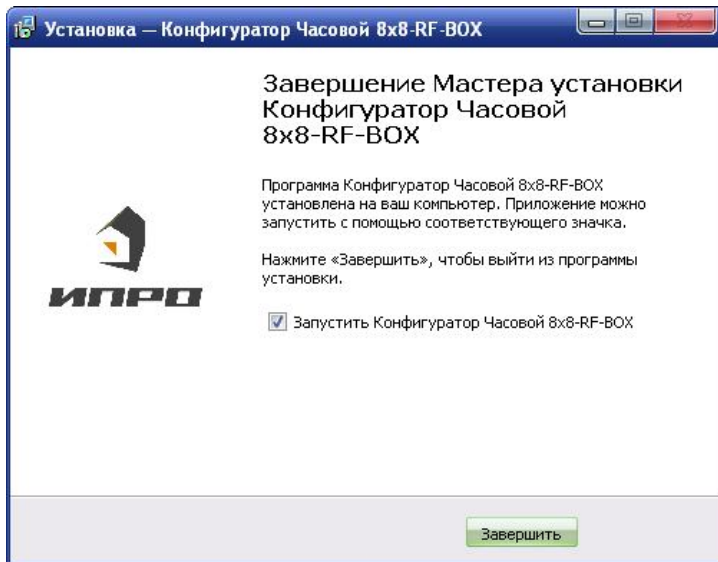 Установка — Конфигуратор Часовой 8x8-RF-BOX
Завершение Мастера установки
Конфигуратор Часовой
8x8-RF-BOX
Программа Конфигуратор Часовой 8x8-RF-BOX
установлена на ваш компьютер. Приложение можно
запустить с помощью соответствующего значка.
Нажмите «Завершить», чтобы выйти из программы
установки.
ИПРО
Запустить Конфигуратор Часовой 8x8-RF-BOX
Завершить